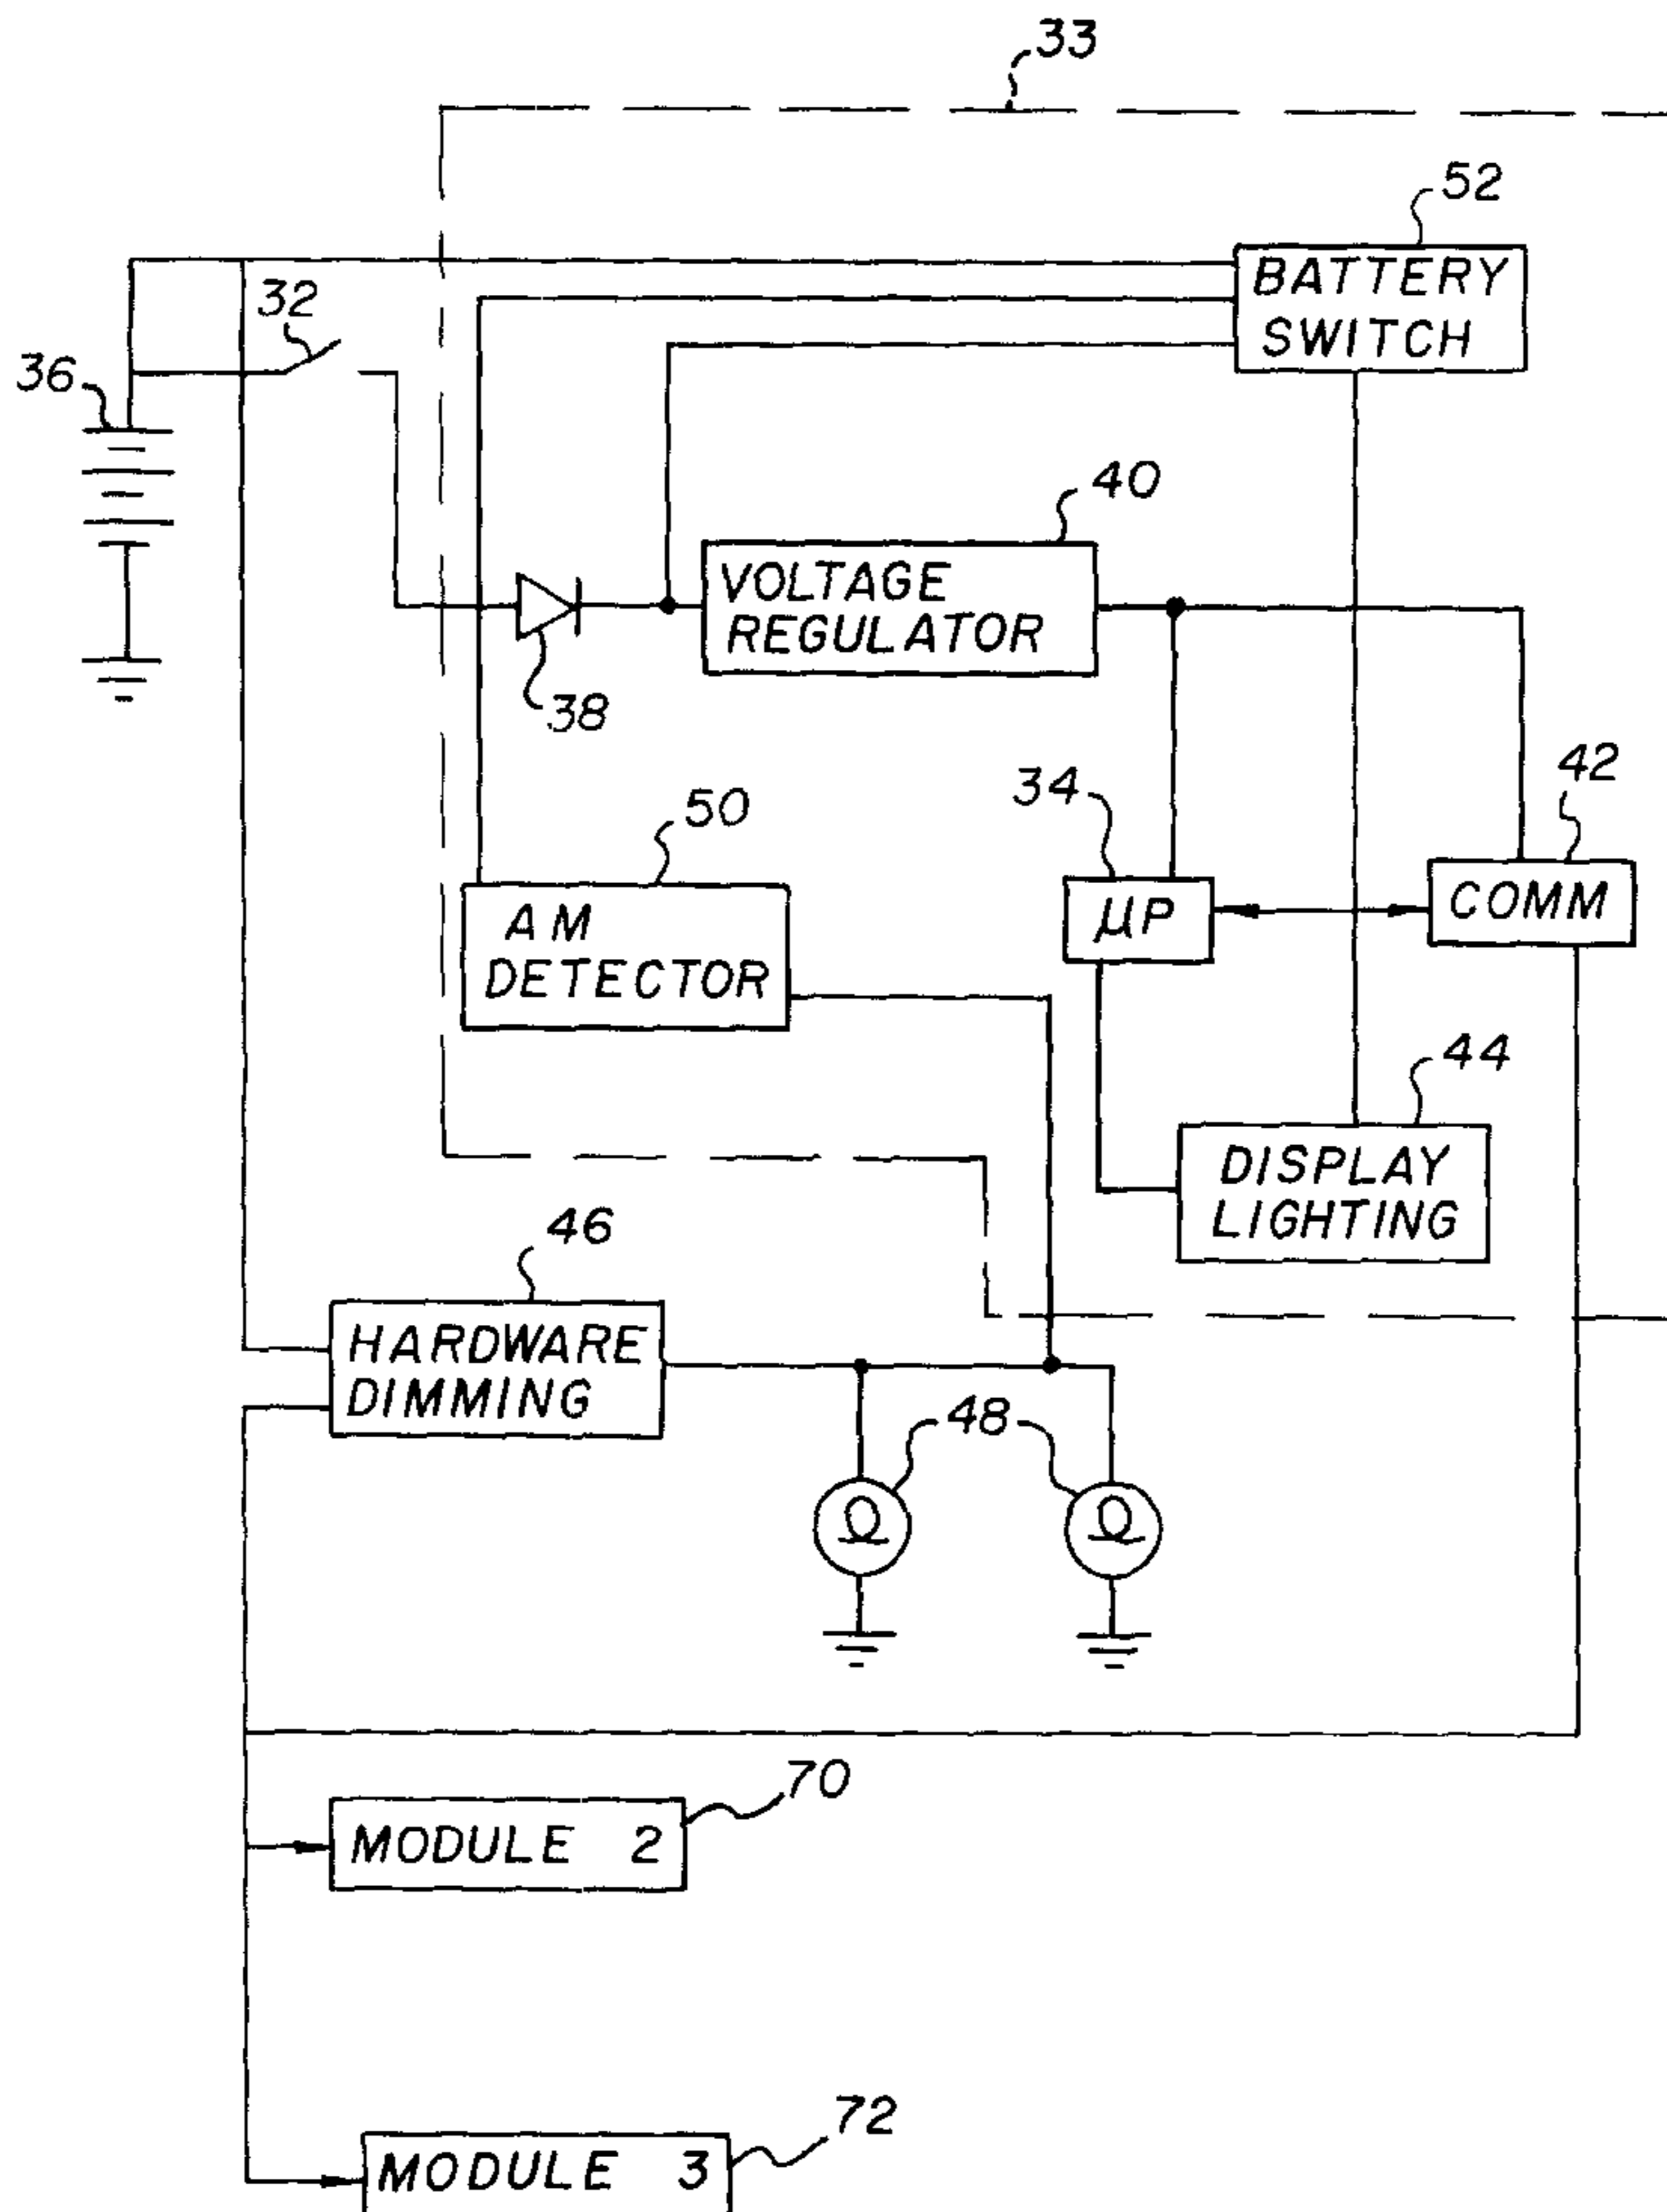 33
52
BATTERY
SWITCH
32
36
40
VOLTAGE
REGULATOR
38
34
42
50
µP
COMM
AM
DETECTOR
44
DISPLAY
LIGHTING
46
HARDWARE
DIMMING
48
70
MODULE 2
72
MODULE 3